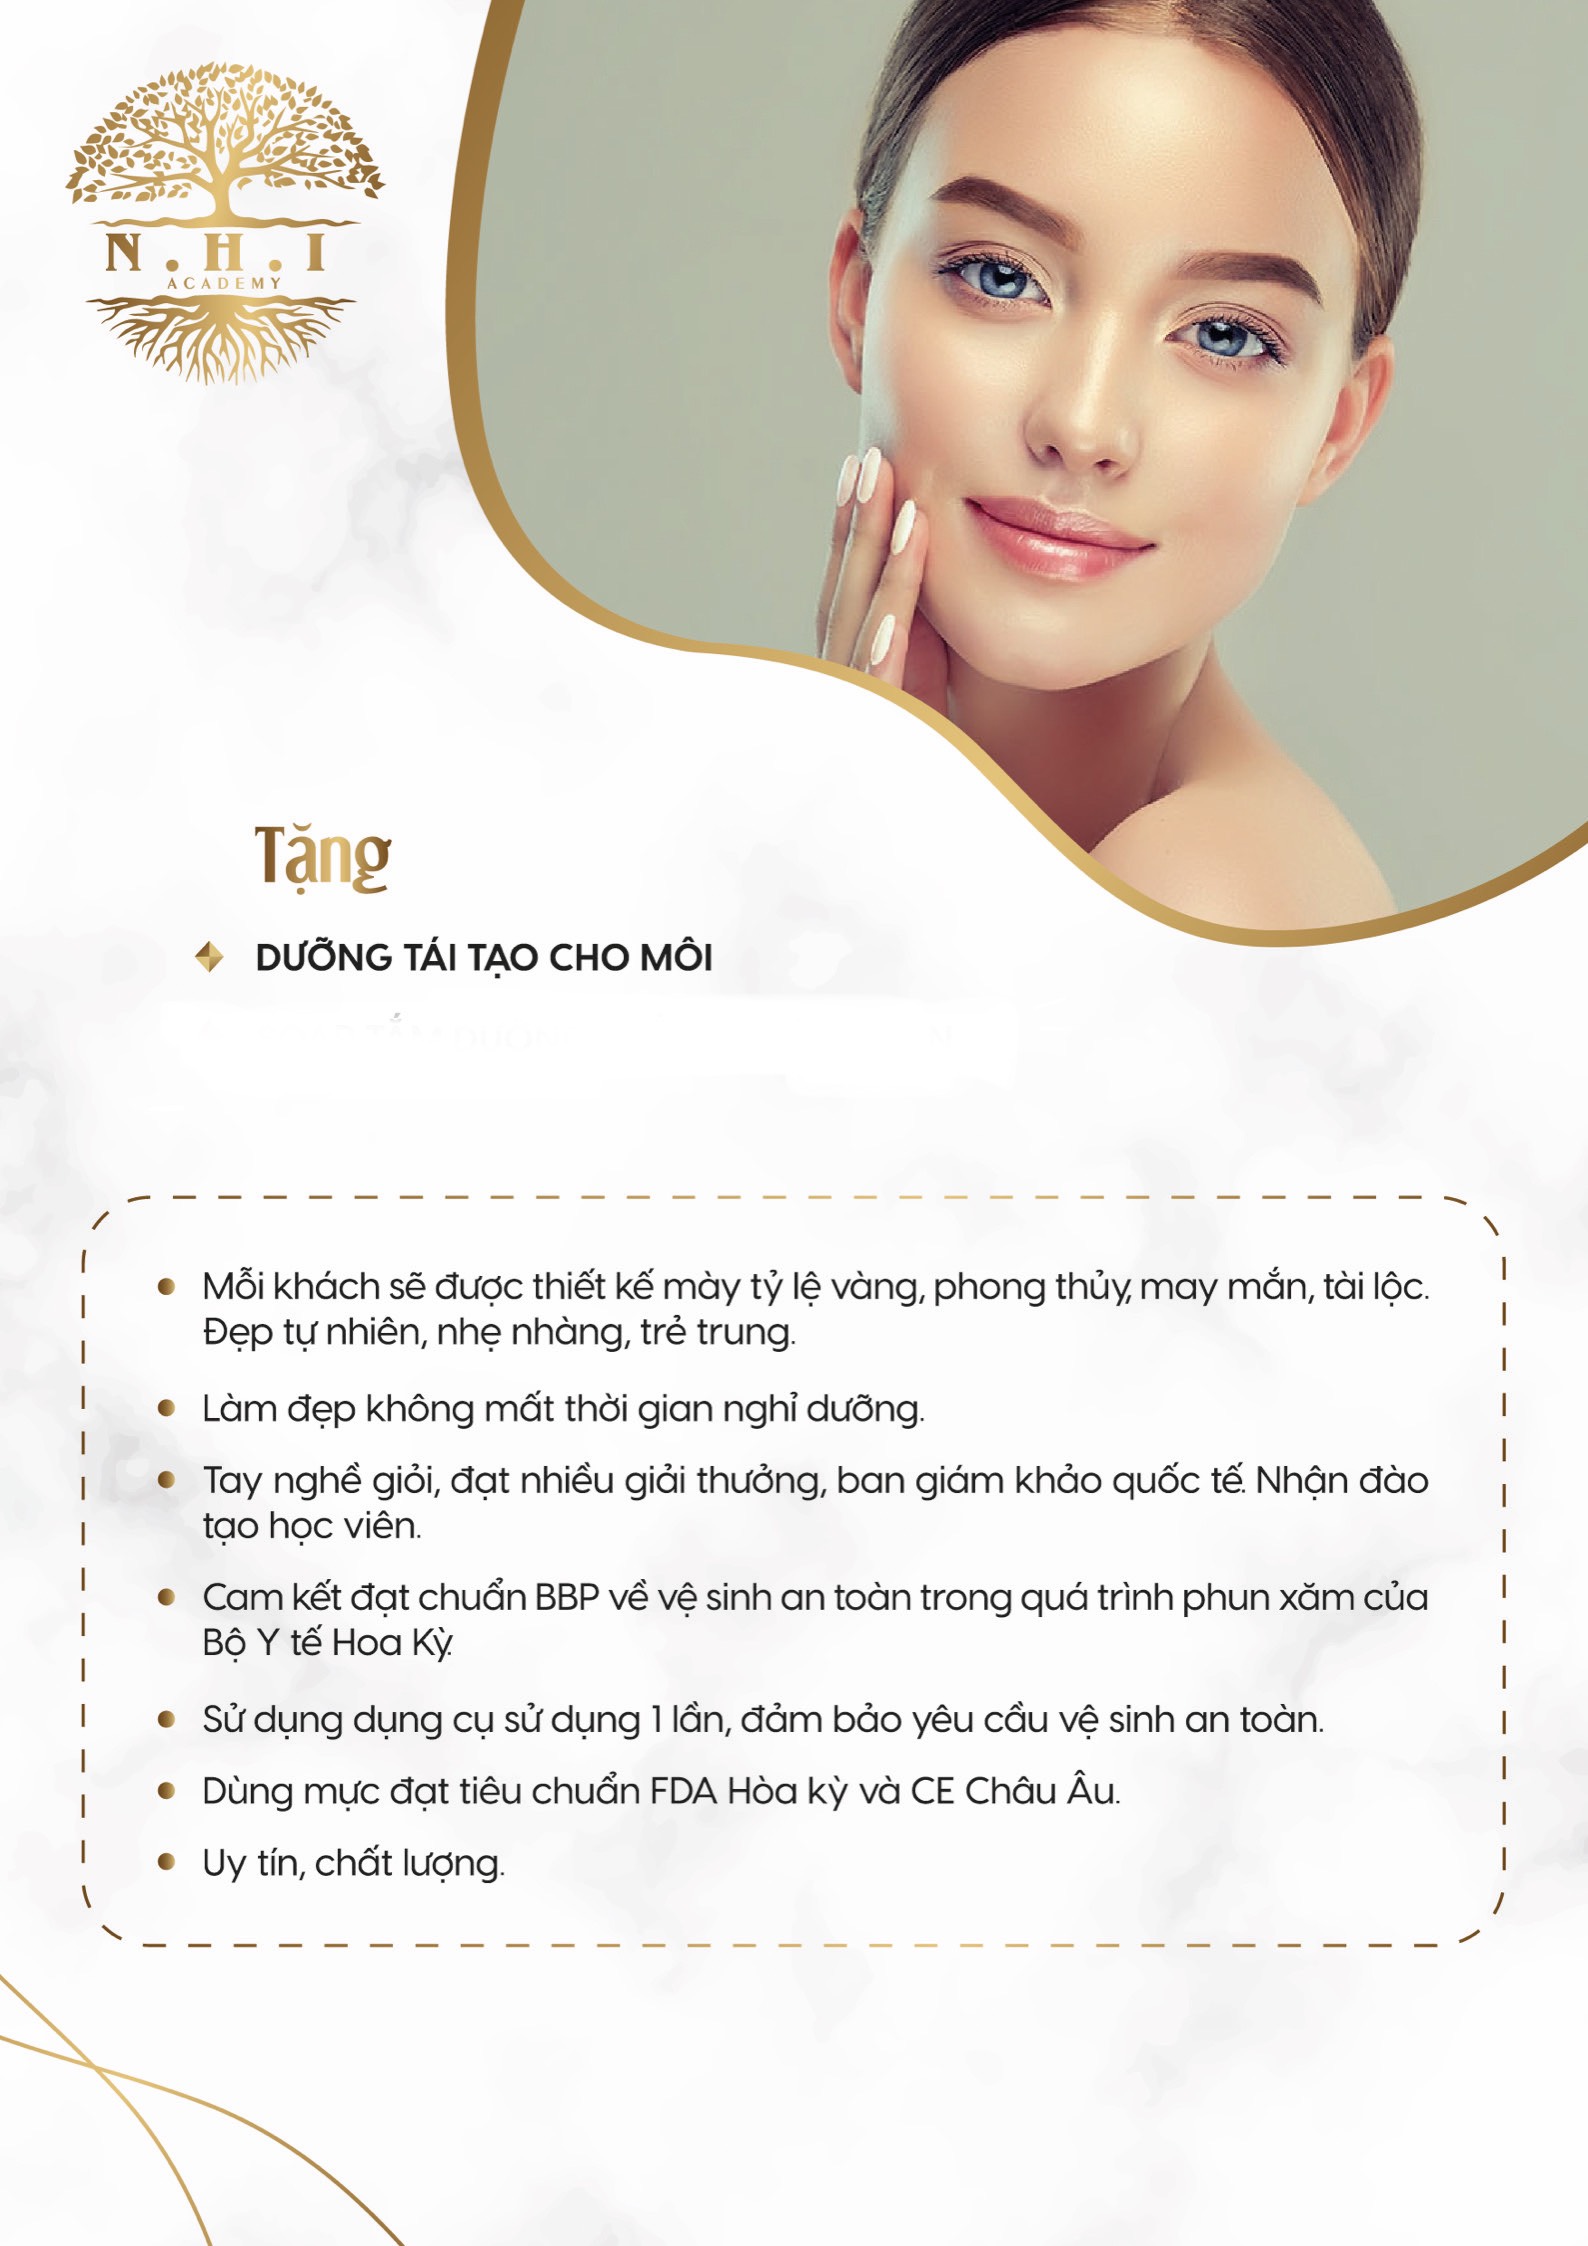 N.H.I
ACADEMY
Tặng
DƯỠNG TÁI TẠO CHO MÔI
Mỗi khách sẽ được thiết kế mày tỷ lệ vàng, phong thủy, may mắn, tài lộc.
Đẹp tự nhiên, nhẹ nhàng, trẻ trung.
Làm đẹp không mất thời gian nghỉ dưỡng.
Tay nghề giỏi, đạt nhiều giải thưởng, ban giám khảo quốc tế. Nhận đào
tạo học viên.
Cam kết đạt chuẩn BBP về vệ sinh an toàn trong quá trình phun xăm của
Bộ Y tế Hoa Kỳ.
Sử dụng dụng cụ sử dụng 1 lần, đảm bảo yêu cầu vệ sinh an toàn.
Dùng mực đạt tiêu chuẩn FDA Hòa kỳ và CE Châu Âu.
Uy tín, chất lượng.